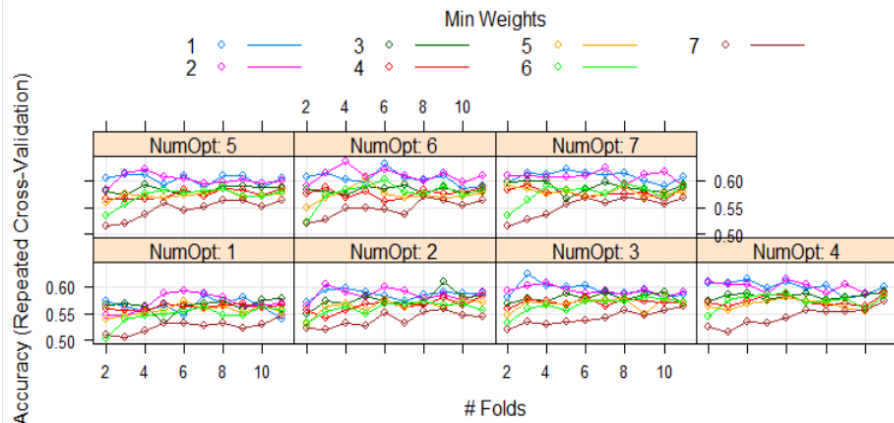 Min Weights
1 3 5 7
2 4 6
2 4 6 8 10
NumOpt: 5 NumOpt: 6 NumOpt: 7
0.60
0.55
0.50
NumOpt: 1 NumOpt: 2 NumOpt: 3 NumOpt: 4
0.60
0.55
0.50
2 4 6 8 10 2 4 6 8 10
# Folds
Accuracy (Repeated Cross-Validation)